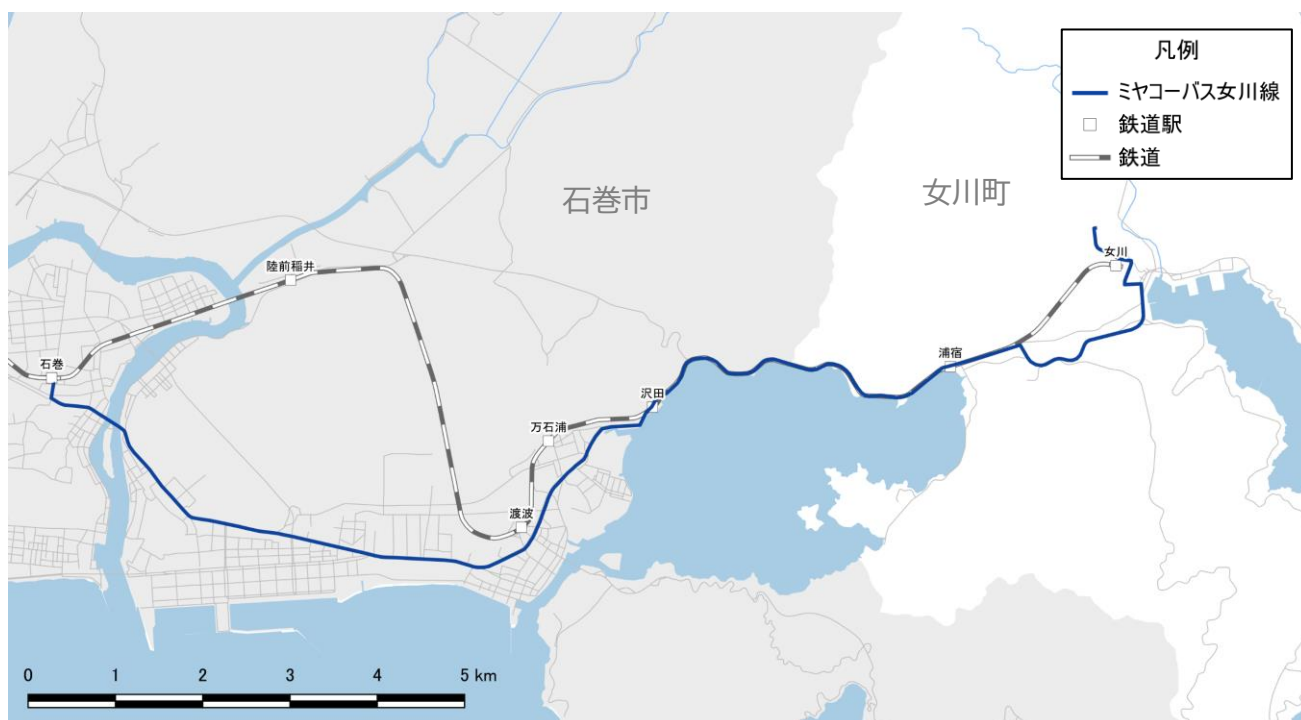 凡例
ミヤコーバス女川線
鉄道駅
鉄道
石巻市
女川町
陸前稲井
女川
石巻
浦宿
沢田
万石浦
渡波
0 1 2 3 4 5 km